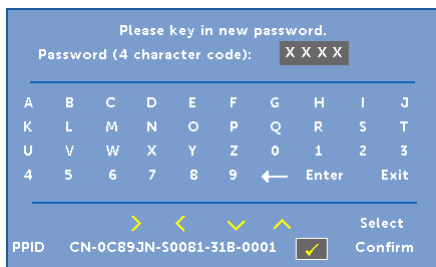 Please key in new password.
Password (4 character code): X X X X
A B C D E F G H I J
K L M N O P Q R S T
U V W X Y Z 0 1 2 3
4 5 6 7 8 9 ← Enter Exit
Select
PPID CN-0C89JN-S0081-31B-0001 ✓ Confirm